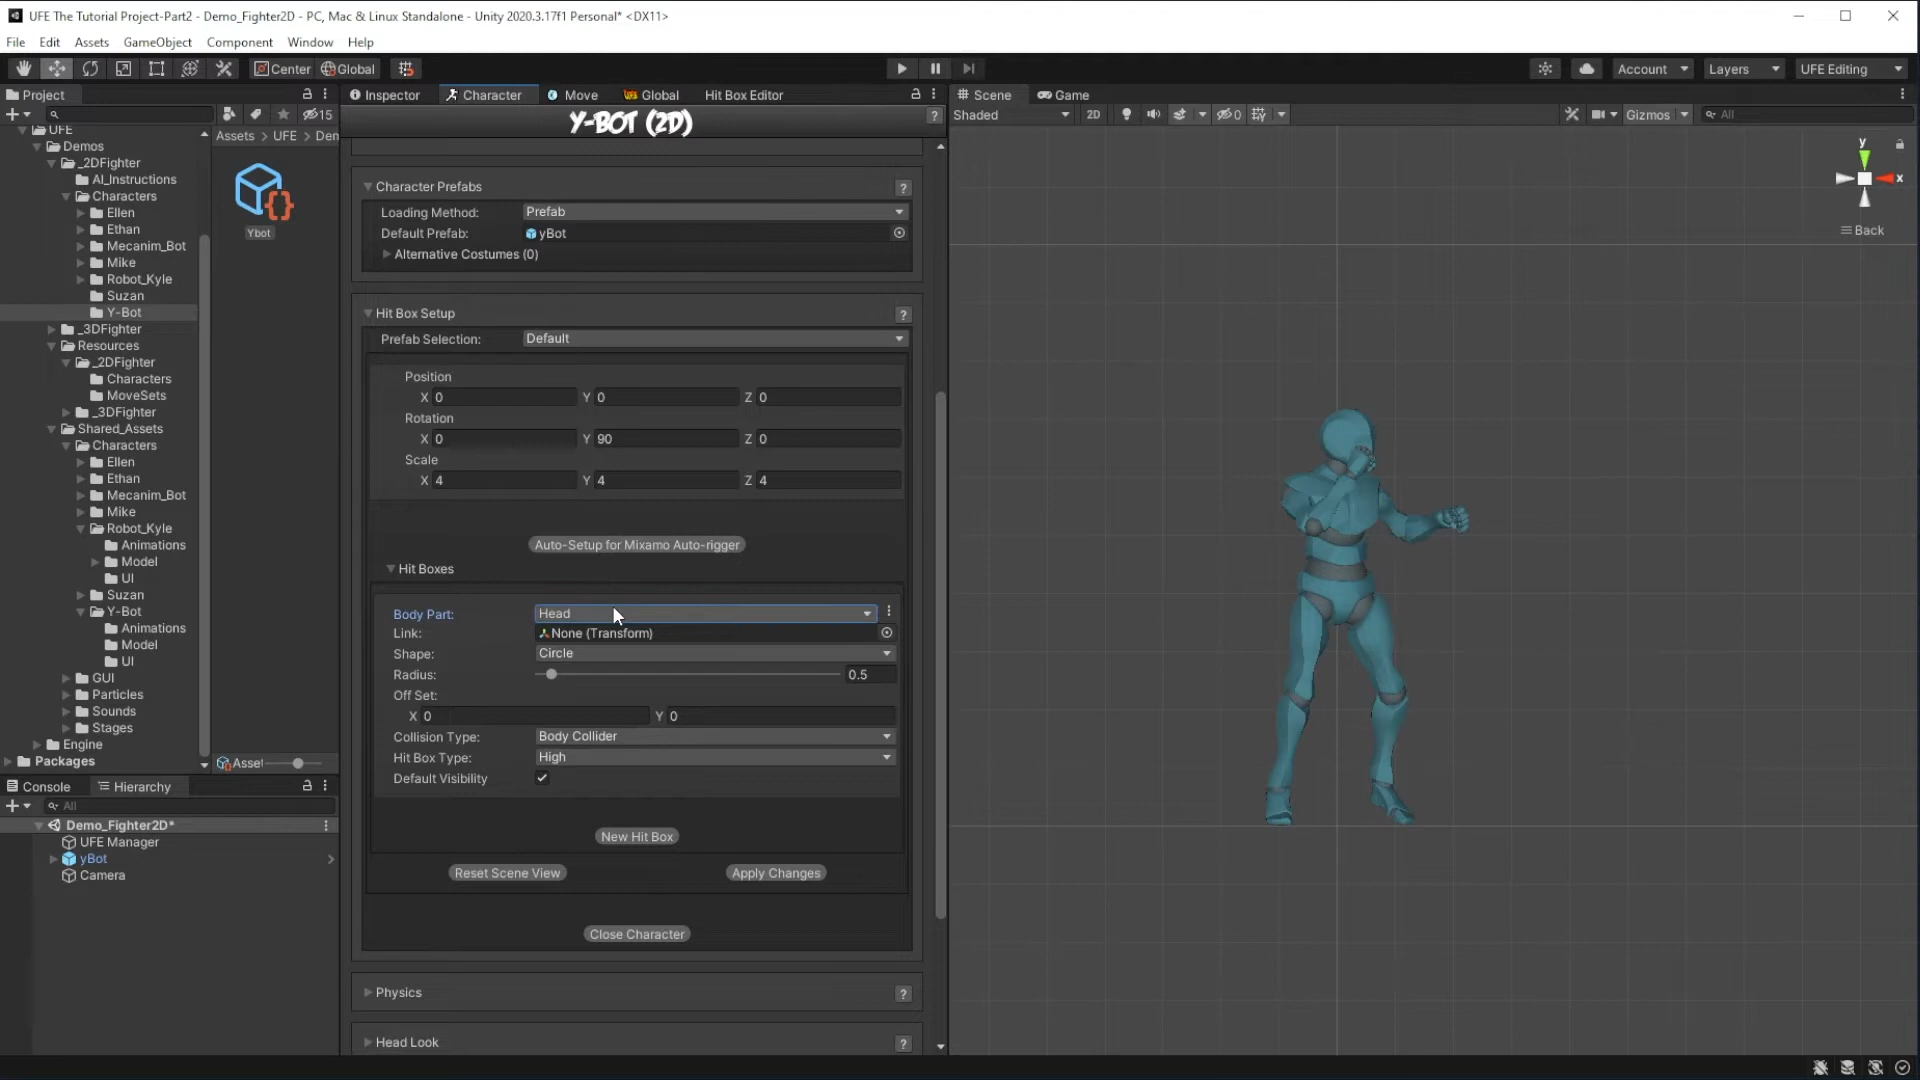 UFE The Tutorial Project-Part2 - Demo_Fighter2D - PC, Mac & Linux Standalone - Unity 2020.3.17f1 Personal* <DX11>
File Edit Assets GameObject Component Window Help
Center Global Account Layers UFE Editing
Project
15
UFE
Demos
_2DFighter
AI_Instructions
Characters
Ellen
Ethan
Mecanim_Bot
Mike
Robot_Kyle
Suzan
Y-Bot
_3DFighter
Resources
_2DFighter
Characters
MoveSets
_3DFighter
Shared_Assets
Characters
Ellen
Ethan
Mecanim_Bot
Mike
Robot_Kyle
Animations
Model
UI
Suzan
Y-Bot
Animations
Model
UI
GUI
Particles
Sounds
Stages
Engine
Packages
Assets > UFE > Den
Ybot
Asset
Console Hierarchy
All
Demo_Fighter2D*
UFE Manager
yBot
Camera
Inspector Character Move Global Hit Box Editor
Y-BOT (2D)
?
Character Prefabs ?
Loading Method: Prefab
Default Prefab: yBot
Alternative Costumes (0)
Hit Box Setup ?
Prefab Selection: Default
Position
X 0 Y 0 Z 0
Rotation
X 0 Y 90 Z 0
Scale
X 4 Y 4 Z 4
Auto-Setup for Mixamo Auto-rigger
Hit Boxes
Body Part: Head
Link: None (Transform)
Shape: Circle
Radius: 0.5
Off Set:
X 0 Y 0
Collision Type: Body Collider
Hit Box Type: High
Default Visibility
New Hit Box
Reset Scene View Apply Changes
Close Character
Physics ?
Head Look ?
Scene Game
Shaded 2D 0 Gizmos All
y
x
Back